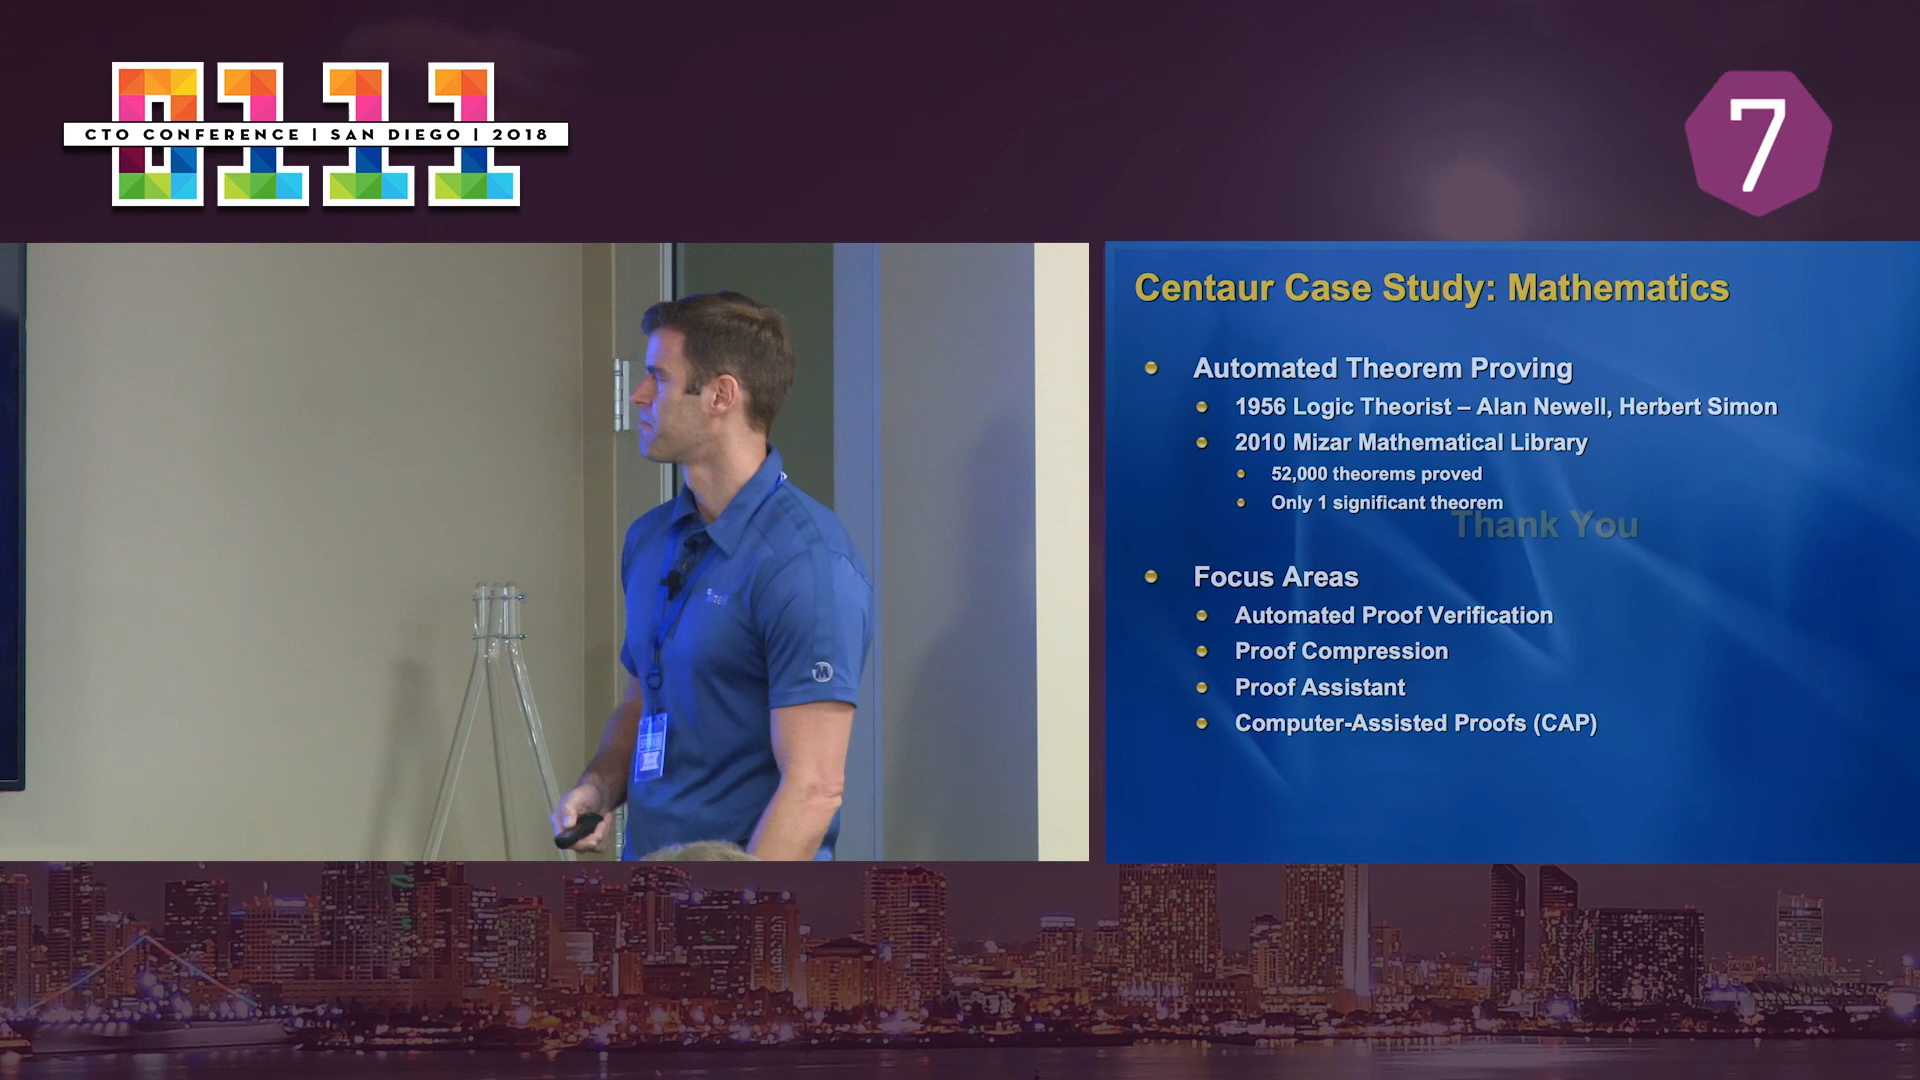 0111
CTO CONFERENCE | SAN DIEGO | 2018
7
Centaur Case Study: Mathematics
Automated Theorem Proving
1956 Logic Theorist – Alan Newell, Herbert Simon
2010 Mizar Mathematical Library
52,000 theorems proved
Only 1 significant theorem
Thank You
Focus Areas
Automated Proof Verification
Proof Compression
Proof Assistant
Computer-Assisted Proofs (CAP)